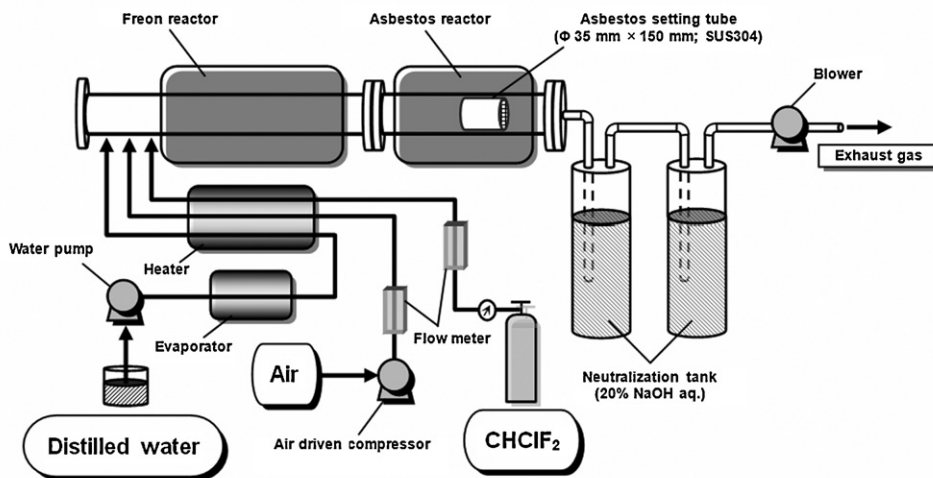 Freon reactor
Asbestos reactor
Asbestos setting tube
(Φ 35 mm × 150 mm; SUS304)
Blower
Exhaust gas
Water pump
Heater
Evaporator
Flow meter
Air
Neutralization tank
(20% NaOH aq.)
Distilled water
Air driven compressor
CHClF₂